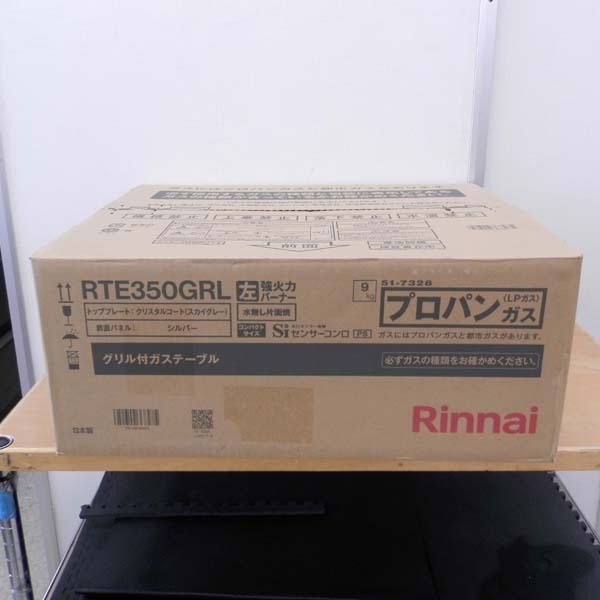 RTE350GRL 左 強火力バーナー
トッププレート：クリスタルコート(スカイグレー)
前面パネル： シルバー
水無し片面焼
コンパクトサイズ Si センサーコンロ PS
9kg
51-7328
プロパンガス (LPガス)
ガスにはプロパンガスと都市ガスがあります。
グリル付ガステーブル
必ずガスの種類をお確かめください。
日本製
Rinnai